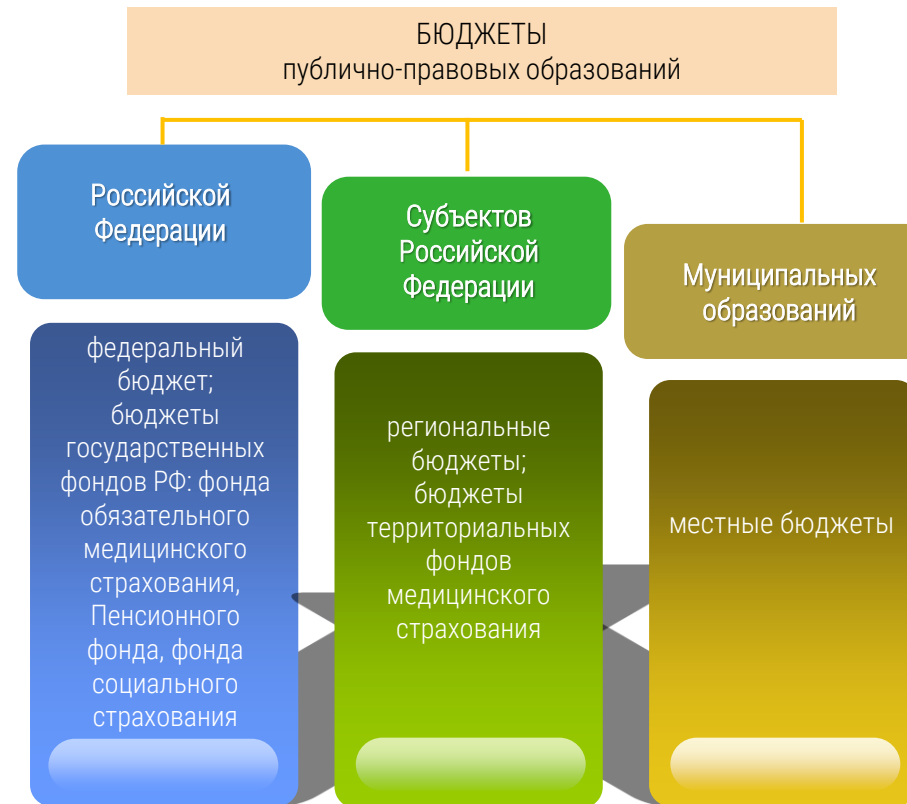 БЮДЖЕТЫ
публично-правовых образований
Российской
Федерации
Субъектов
Российской
Федерации
Муниципальных
образований
федеральный
бюджет;
бюджеты
государственных
фондов РФ: фонда
обязательного
медицинского
страхования,
Пенсионного
фонда, фонда
социального
страхования
региональные
бюджеты;
бюджеты
территориальных
фондов
медицинского
страхования
местные бюджеты